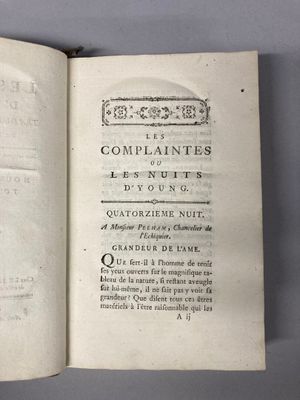 LES
COMPLAINTES
OU
LES NUITS
D'YOUNG.
QUATORZIEME NUIT.
A Monsieur PELHAM, Chancelier de
l'Echiquier.
GRANDEUR DE L'AME.
QUE sert-il à l'homme de tenir
ses yeux ouverts sur le magnifique ta-
bleau de la nature, si restant aveugle
sur lui-même, il ne sait pas y voir sa
grandeur? Que disent tous ces êtres
matériels à l'être raisonnable qui les
A ij